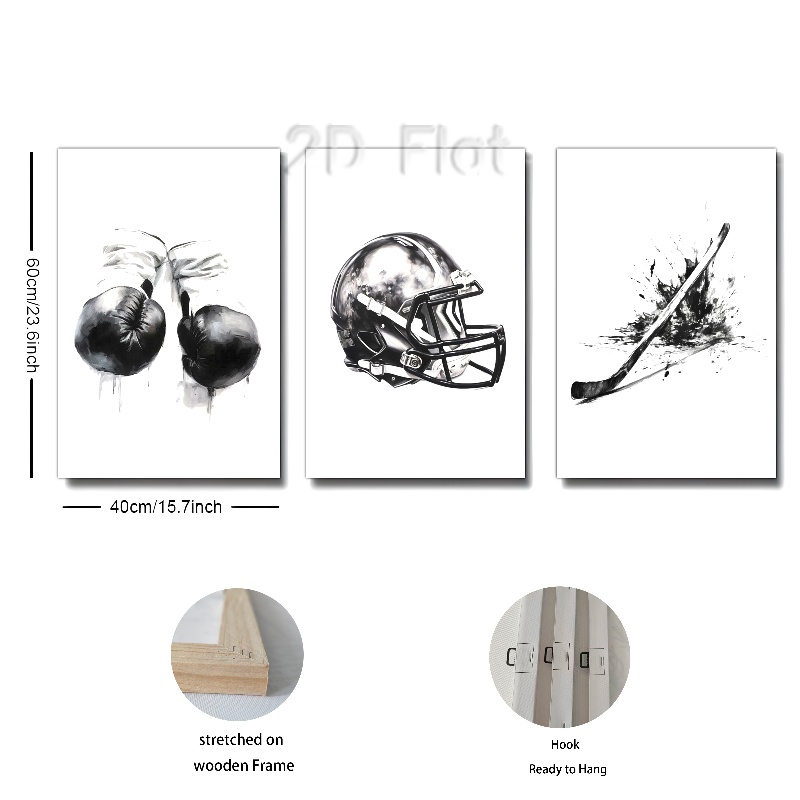 2D Flat
60cm/23.6inch
40cm/15.7inch
stretched on
wooden Frame
Hook
Ready to Hang